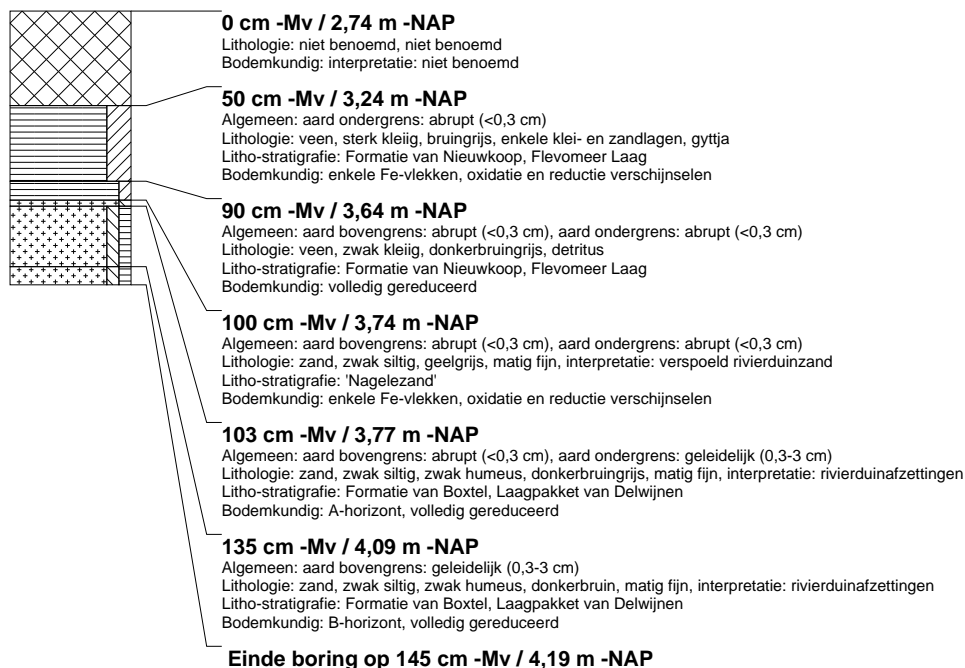 0 cm -Mv / 2,74 m -NAP
Lithologie: niet benoemd, niet benoemd
Bodemkundig: interpretatie: niet benoemd
50 cm -Mv / 3,24 m -NAP
Algemeen: aard ondergrens: abrupt (<0,3 cm)
Lithologie: veen, sterk kleiig, bruingrijs, enkele klei- en zandlagen, gyttja
Litho-stratigrafie: Formatie van Nieuwkoop, Flevomeer Laag
Bodemkundig: enkele Fe-vlekken, oxidatie en reductie verschijnselen
90 cm -Mv / 3,64 m -NAP
Algemeen: aard bovengrens: abrupt (<0,3 cm), aard ondergrens: abrupt (<0,3 cm)
Lithologie: veen, zwak kleiig, donkerbruingrijs, detritus
Litho-stratigrafie: Formatie van Nieuwkoop, Flevomeer Laag
Bodemkundig: volledig gereduceerd
100 cm -Mv / 3,74 m -NAP
Algemeen: aard bovengrens: abrupt (<0,3 cm), aard ondergrens: abrupt (<0,3 cm)
Lithologie: zand, zwak siltig, geelgrijs, matig fijn, interpretatie: verspoeld rivierduinzand
Litho-stratigrafie: 'Nagelezand'
Bodemkundig: enkele Fe-vlekken, oxidatie en reductie verschijnselen
103 cm -Mv / 3,77 m -NAP
Algemeen: aard bovengrens: abrupt (<0,3 cm), aard ondergrens: geleidelijk (0,3-3 cm)
Lithologie: zand, zwak siltig, zwak humeus, donkerbruingrijs, matig fijn, interpretatie: rivierduinafzettingen
Litho-stratigrafie: Formatie van Boxtel, Laagpakket van Delwijnen
Bodemkundig: A-horizont, volledig gereduceerd
135 cm -Mv / 4,09 m -NAP
Algemeen: aard bovengrens: geleidelijk (0,3-3 cm)
Lithologie: zand, zwak siltig, zwak humeus, donkerbruin, matig fijn, interpretatie: rivierduinafzettingen
Litho-stratigrafie: Formatie van Boxtel, Laagpakket van Delwijnen
Bodemkundig: B-horizont, volledig gereduceerd
Einde boring op 145 cm -Mv / 4,19 m -NAP